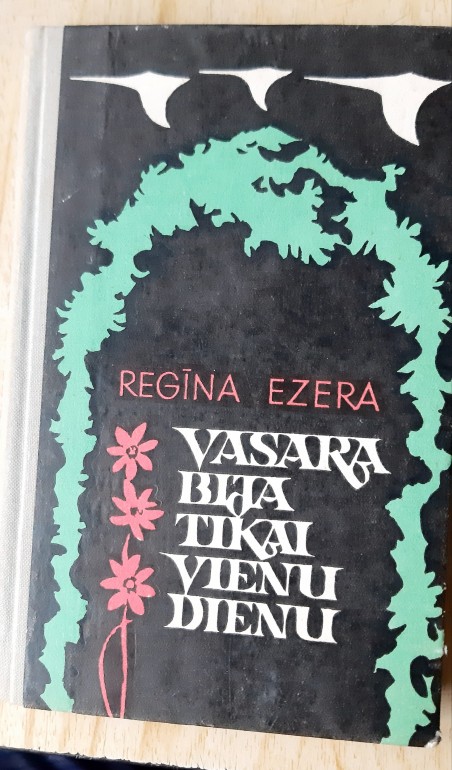 REGĪNA EZERA
VASARA
BIJA
TIKAI
VIENU
DIENU